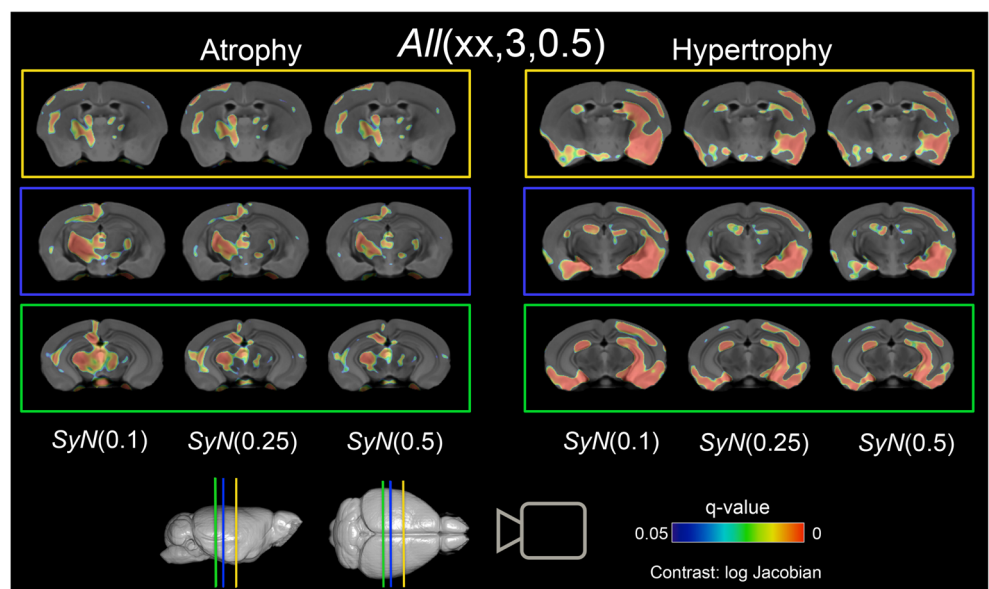 All(xx,3,0.5)
Atrophy
Hypertrophy
SyN(0.1) SyN(0.25) SyN(0.5)
SyN(0.1) SyN(0.25) SyN(0.5)
q-value
0.05 0
Contrast: log Jacobian